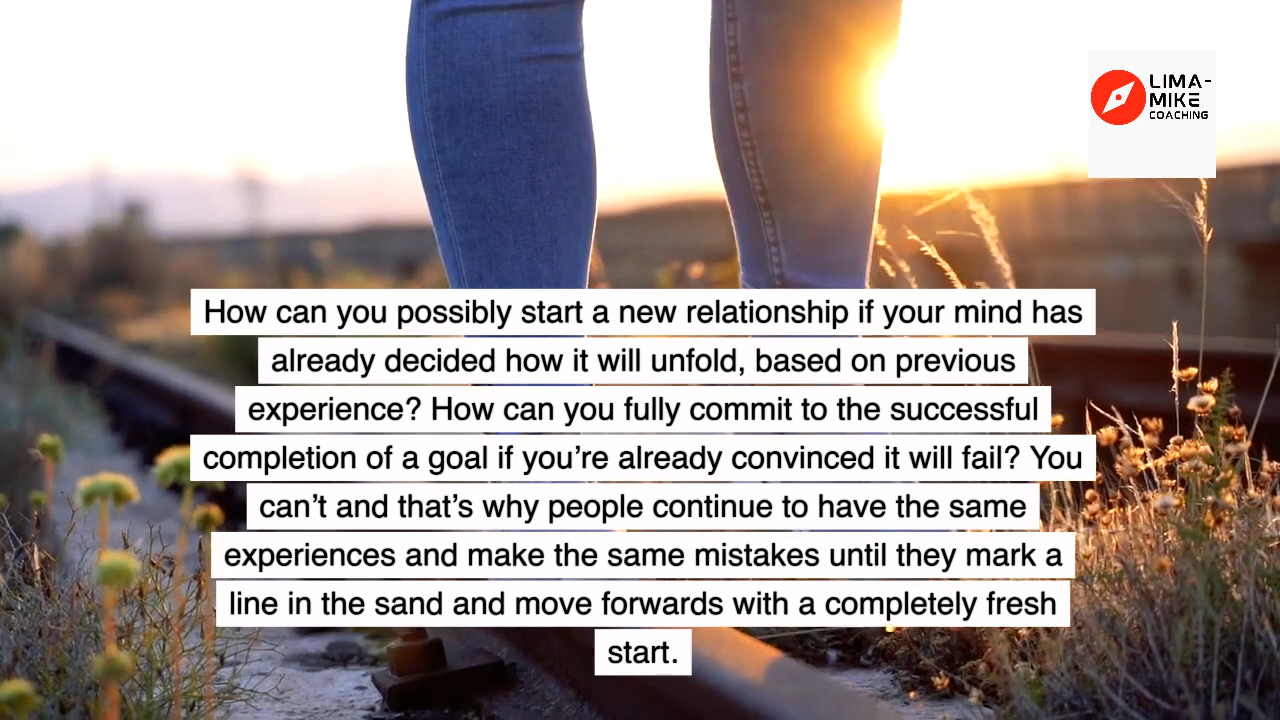 LIMA-
MIKE
COACHING
How can you possibly start a new relationship if your mind has
already decided how it will unfold, based on previous
experience? How can you fully commit to the successful
completion of a goal if you’re already convinced it will fail? You
can’t and that’s why people continue to have the same
experiences and make the same mistakes until they mark a
line in the sand and move forwards with a completely fresh
start.